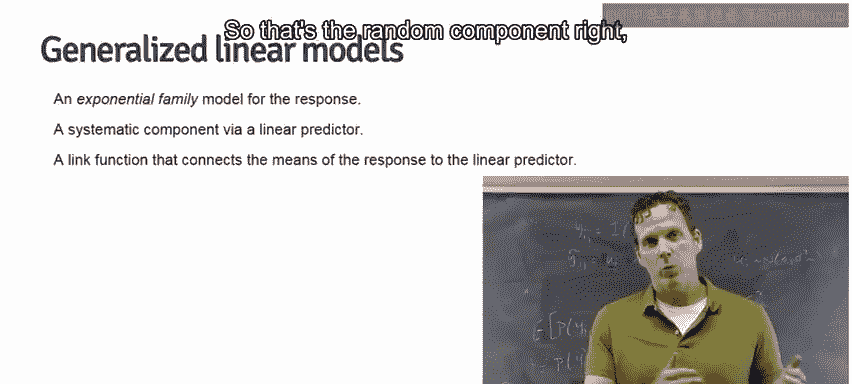 So that's the random component right,
Generalized linear models
An exponential family model for the response.
A systematic component via a linear predictor.
A link function that connects the means of the response to the linear predictor.